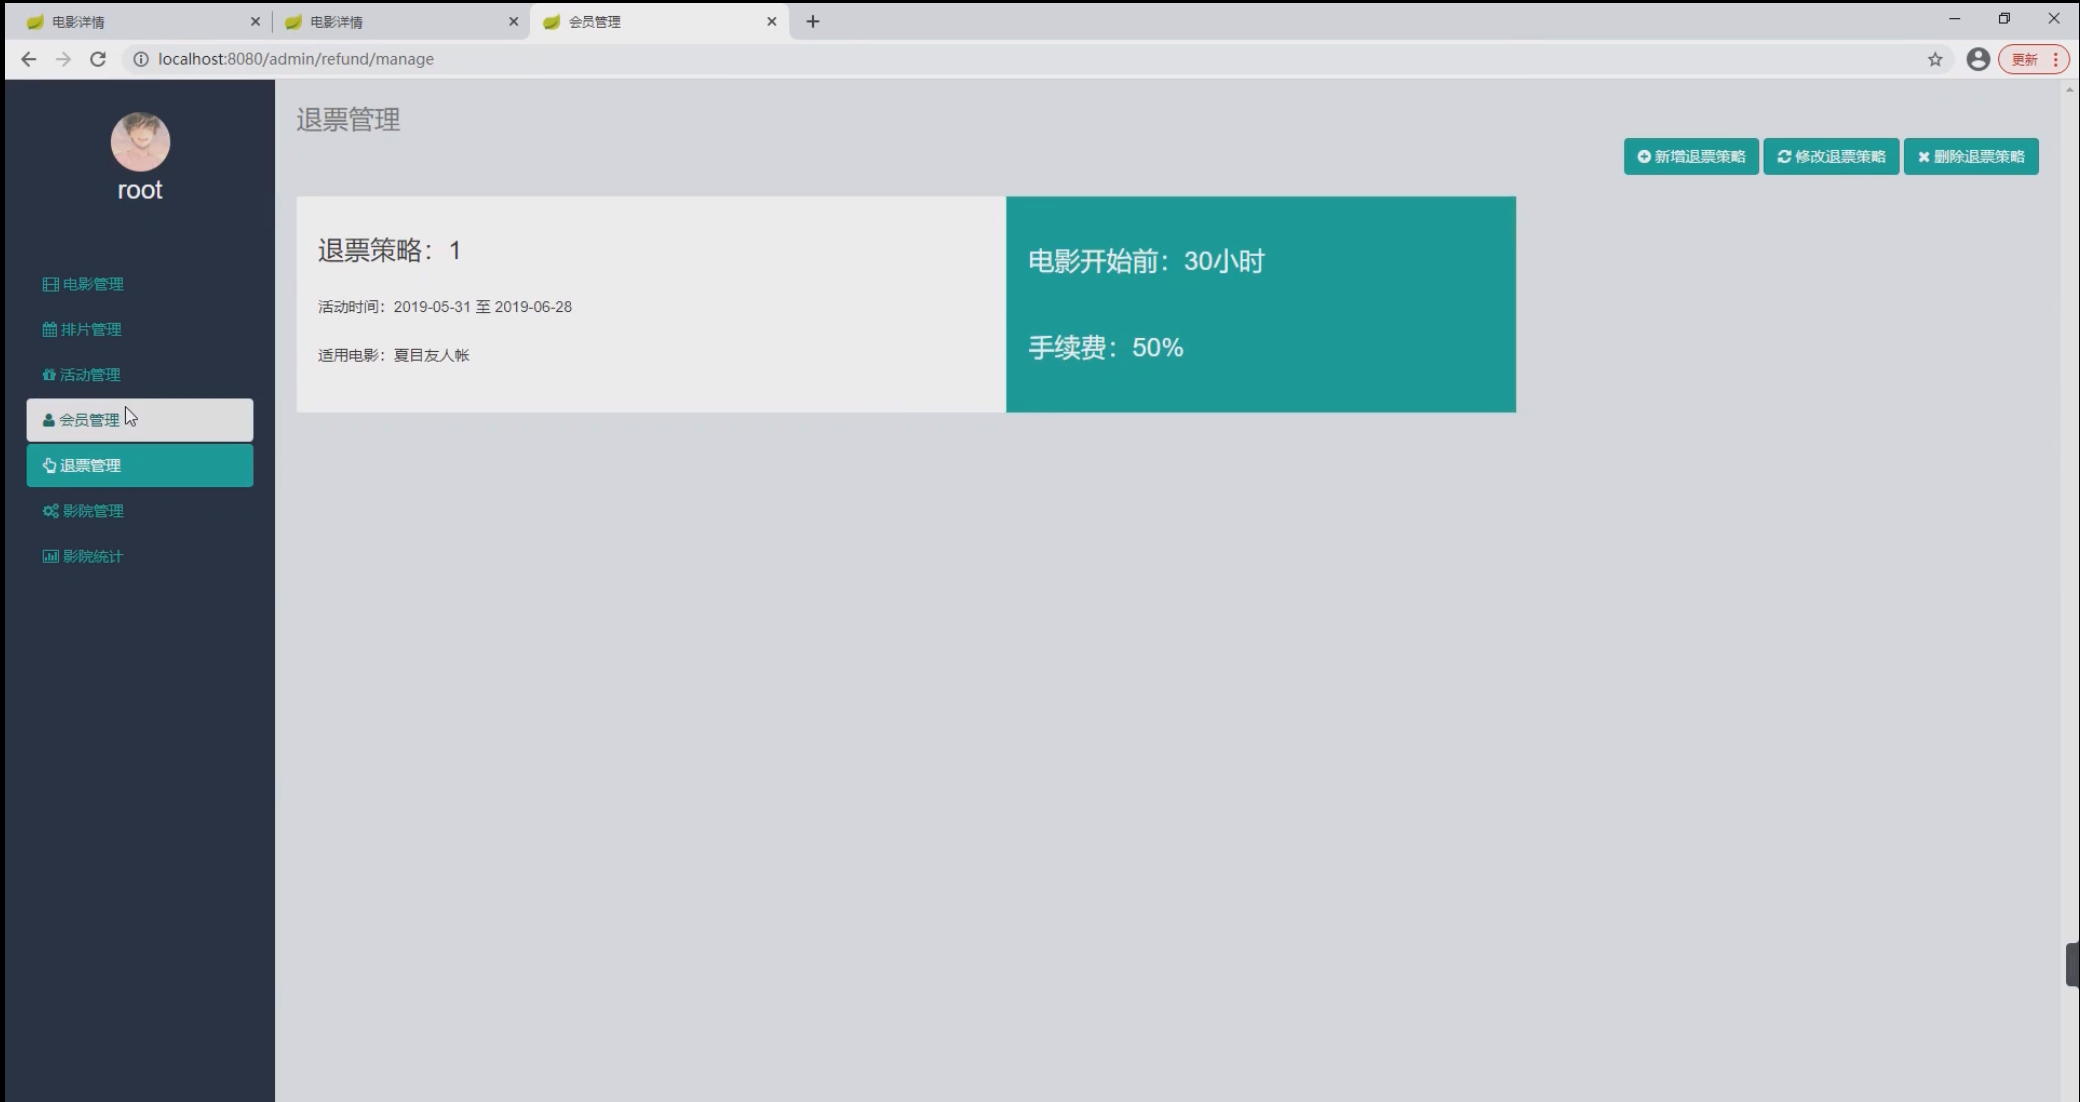 电影详情
电影详情
会员管理
localhost:8080/admin/refund/manage
更新
root
电影管理
排片管理
活动管理
会员管理
退票管理
影院管理
影院统计
退票管理
新增退票策略
修改退票策略
删除退票策略
退票策略：1
活动时间：2019-05-31 至 2019-06-28
适用电影：夏目友人帐
电影开始前：30小时
手续费：50%